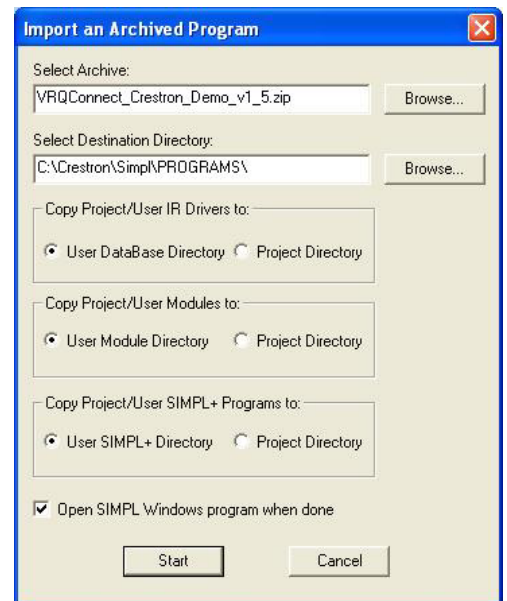 Import an Archived Program
Select Archive:
VRQConnect_Crestron_Demo_v1_5.zip
Browse...
Select Destination Directory:
C:\Crestron\Simpl\PROGRAMS\
Browse...
Copy Project/User IR Drivers to:
User DataBase Directory Project Directory
Copy Project/User Modules to:
User Module Directory Project Directory
Copy Project/User SIMPL+ Programs to:
User SIMPL+ Directory Project Directory
Open SIMPL Windows program when done
Start Cancel